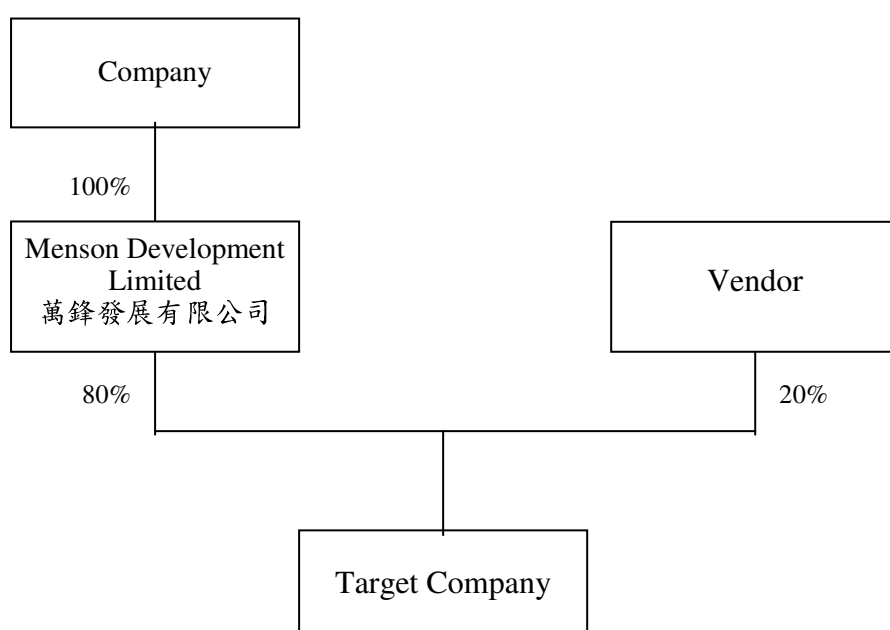 Company
100%
Menson Development
Limited
萬鋒發展有限公司
Vendor
80%
20%
Target Company